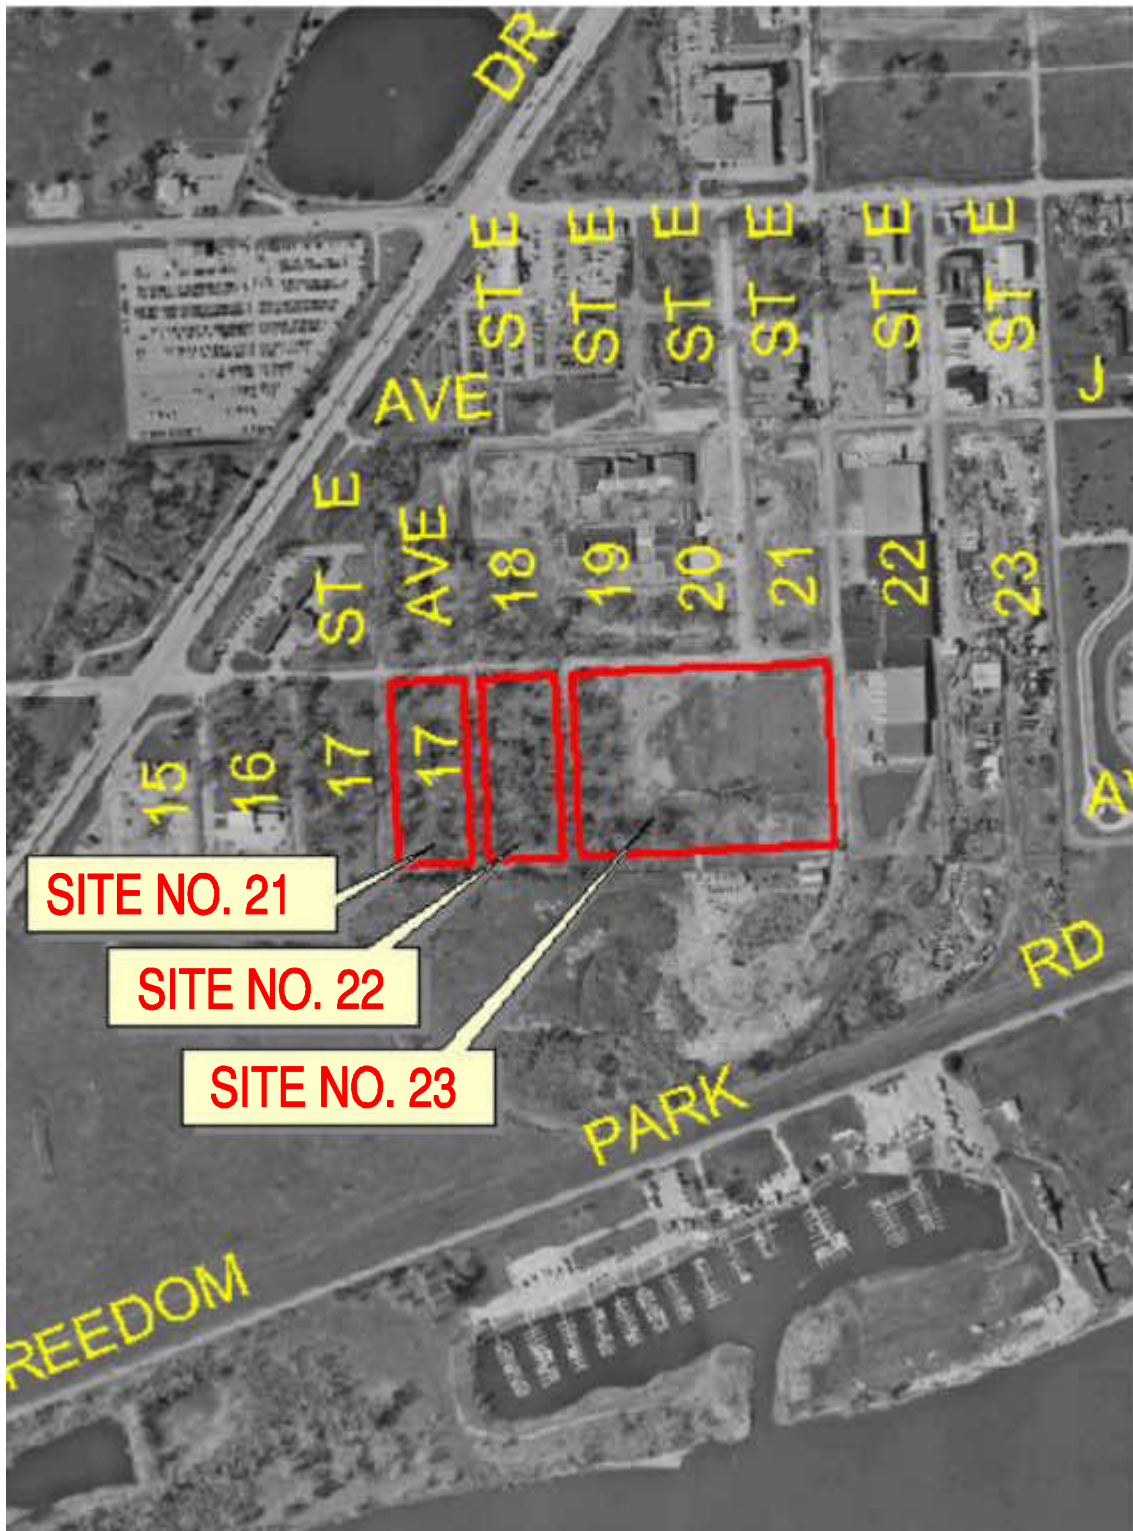 DR
ST E
ST E
ST E
ST E
ST E
ST E
J
AVE
ST E
AVE
18
19
20
21
22
23
15
16
17
17
AV
SITE NO. 21
SITE NO. 22
SITE NO. 23
REEDOM
PARK
RD